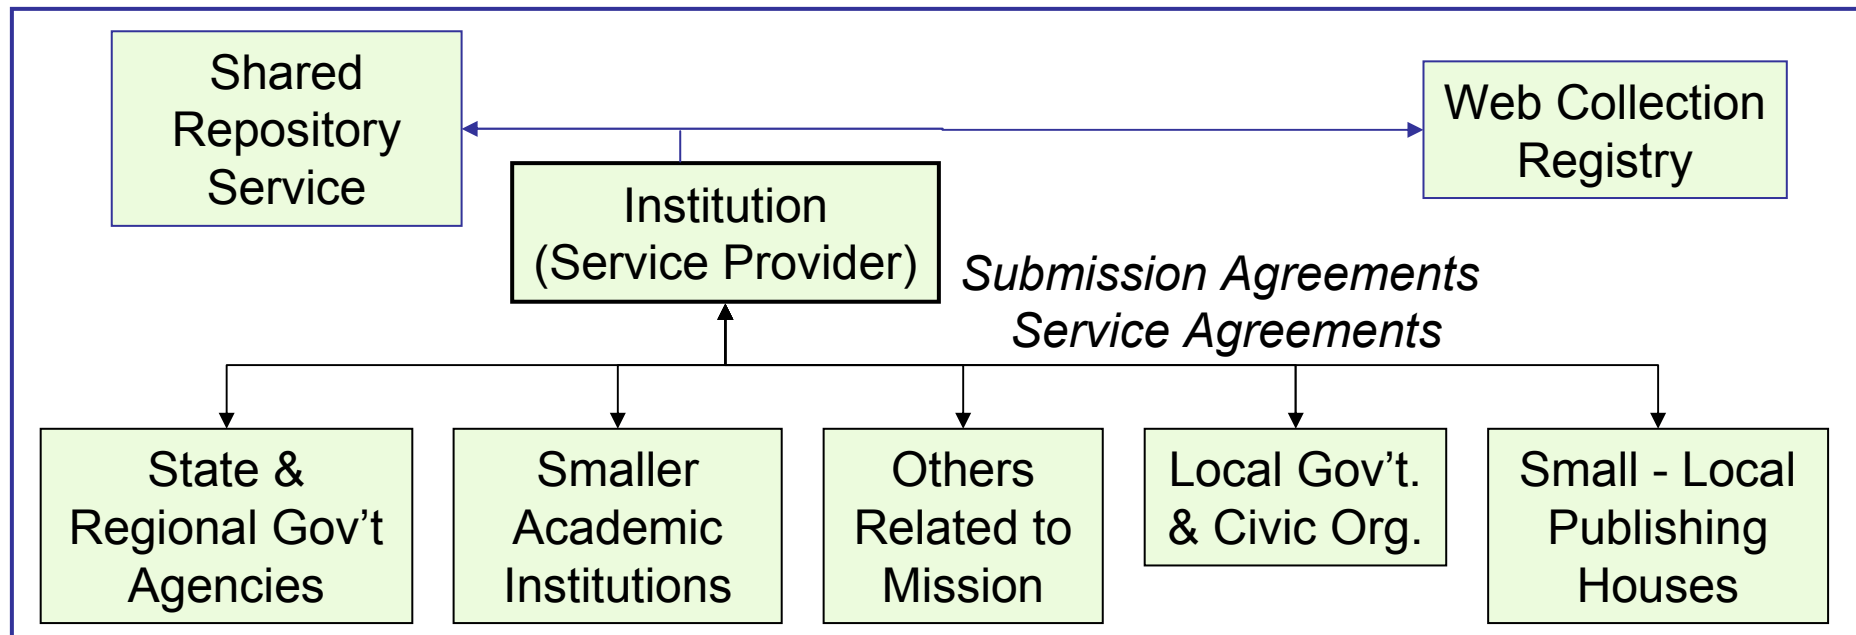 Shared
Repository
Service
Web Collection
Registry
Institution
(Service Provider)
Submission Agreements
Service Agreements
State &
Regional Gov’t
Agencies
Smaller
Academic
Institutions
Others
Related to
Mission
Local Gov’t.
& Civic Org.
Small - Local
Publishing
Houses